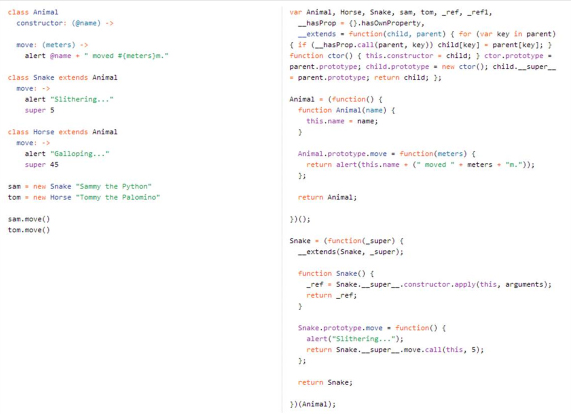 class Animal
constructor: (@name) ->
move: (meters) ->
alert @name + " moved #{meters}m."
class Snake extends Animal
move: ->
alert "Slithering..."
super 5
class Horse extends Animal
move: ->
alert "Galloping..."
super 45
sam = new Snake "Sammy the Python"
tom = new Horse "Tommy the Palomino"
sam.move()
tom.move()
var Animal, Horse, Snake, sam, tom, _ref, _ref1,
__hasProp = {}.hasOwnProperty,
__extends = function(child, parent) { for (var key in parent)
{ if (__hasProp.call(parent, key)) child[key] = parent[key]; }
function ctor() { this.constructor = child; } ctor.prototype =
parent.prototype; child.prototype = new ctor(); child.__super__
= parent.prototype; return child; };
Animal = (function() {
function Animal(name) {
this.name = name;
}
Animal.prototype.move = function(meters) {
return alert(this.name + (" moved " + meters + "m."));
};
return Animal;
})();
Snake = (function(_super) {
__extends(Snake, _super);
function Snake() {
_ref = Snake.__super__.constructor.apply(this, arguments);
return _ref;
}
Snake.prototype.move = function() {
alert("Slithering...");
return Snake.__super__.move.call(this, 5);
};
return Snake;
})(Animal);